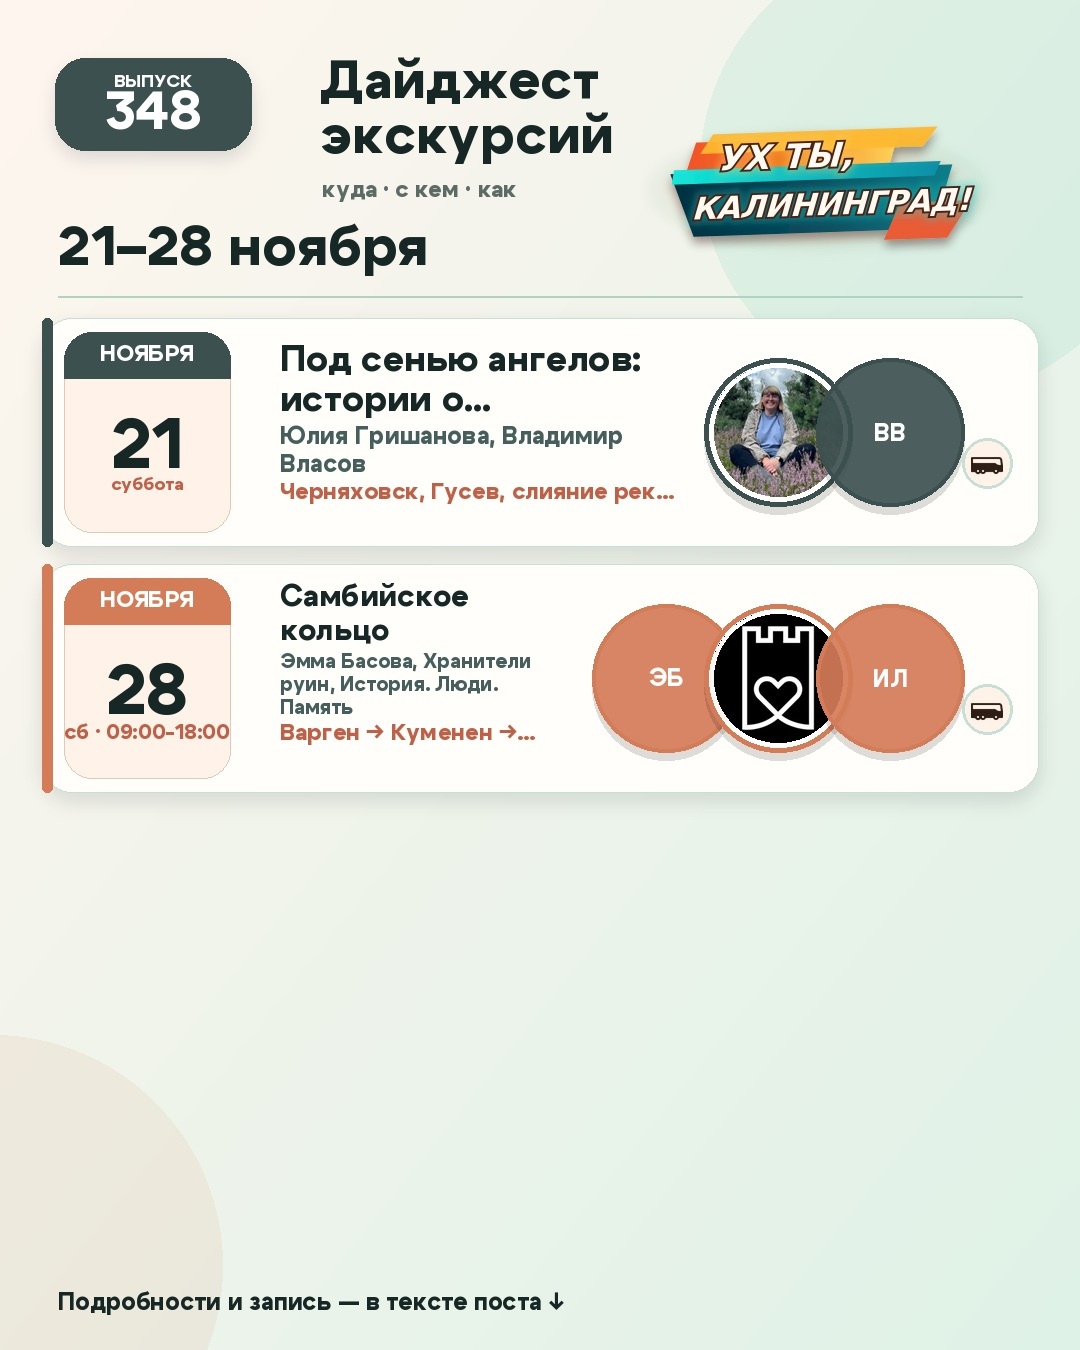 ВЫПУСК
348
Дайджест
экскурсий
куда · с кем · как
УХ ТЫ,
КАЛИНИНГРАД!
21–28 ноября
НОЯБРЯ
21
суббота
Под сенью ангелов:
истории о...
Юлия Гришанова, Владимир
Власов
Черняховск, Гусев, слияние рек...
ВВ
НОЯБРЯ
28
сб · 09:00–18:00
Самбийское
кольцо
Эмма Басова, Хранители
руин, История. Люди.
Память
Варген → Куменен →...
ЭБ
ИЛ
Подробности и запись — в тексте поста ↓